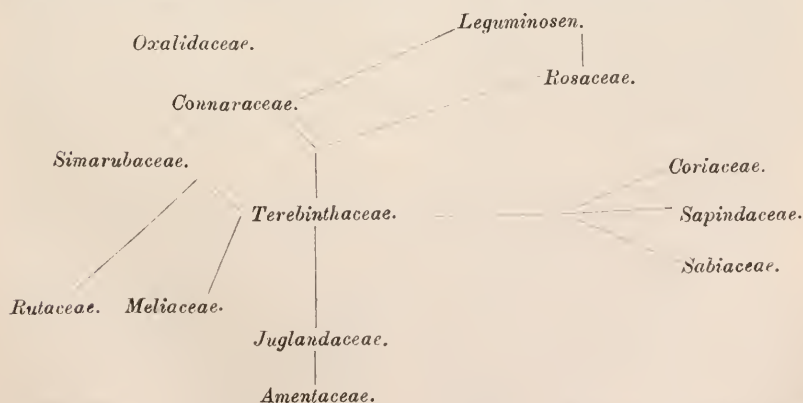 Leguminosen.
Oxalidaceae.
Rosaceae.
Connaraceae.
Simarubaceae.
Coriaceae.
Terebinthaceae.
Sapindaceae.
Sabiaceae.
Rutaceae. Meliaceae.
Juglandaceae.
Amentaceae.